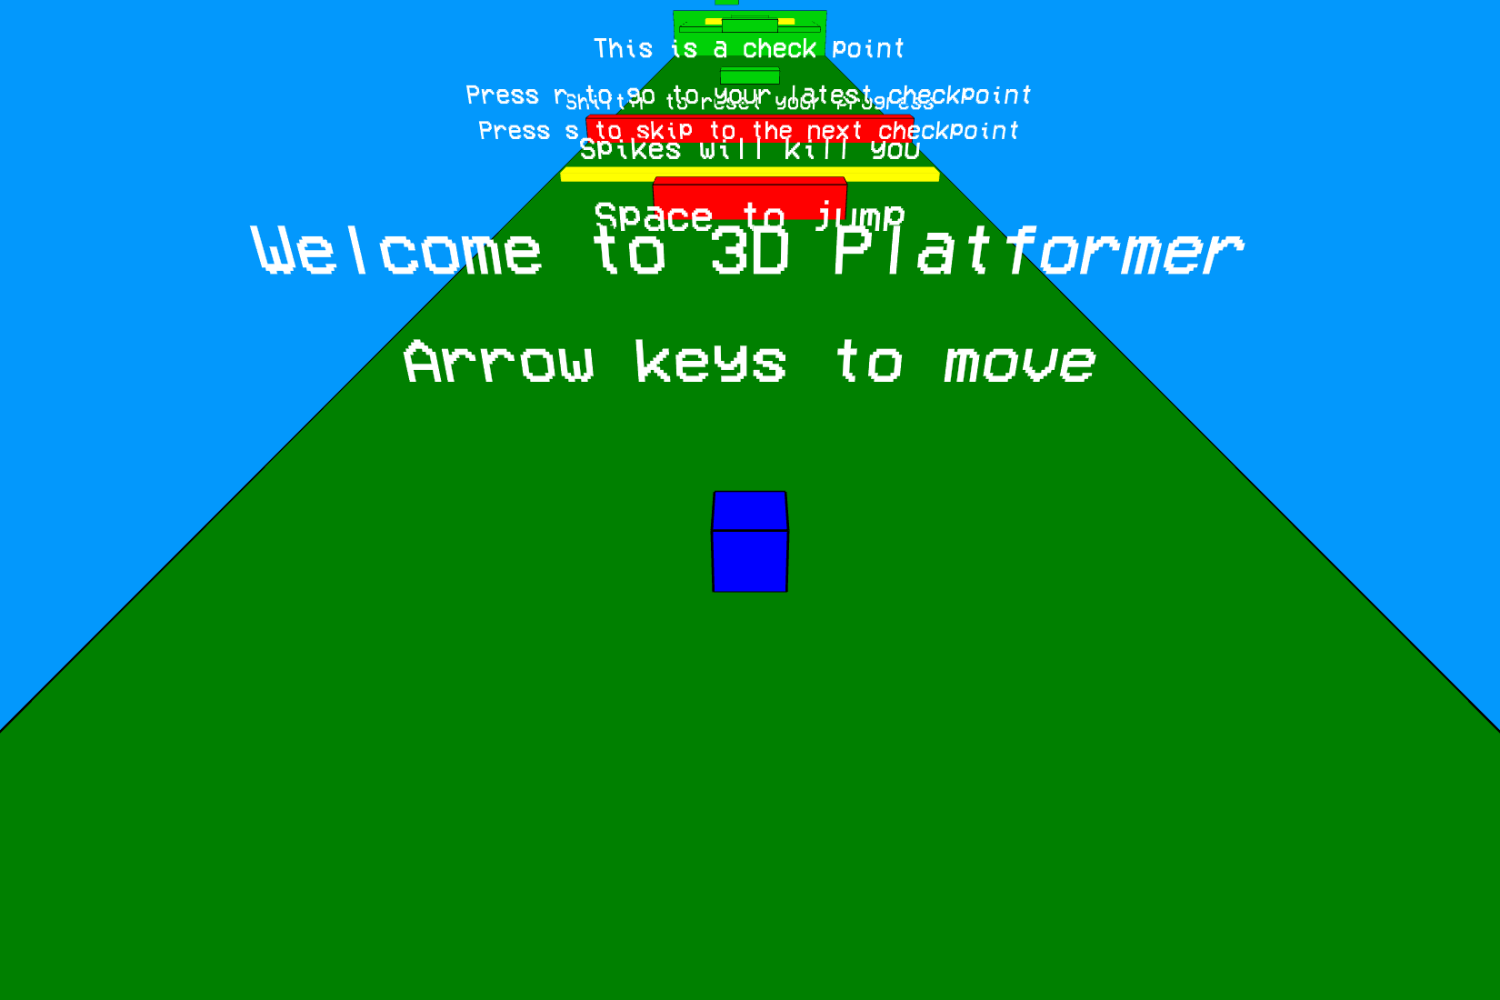 This is a check point
Press r to go to your latest checkpoint
Shift+r to reset your progress
Press s to skip to the next checkpoint
Spikes will kill you
Space to jump
Welcome to 3D Platformer
Arrow keys to move